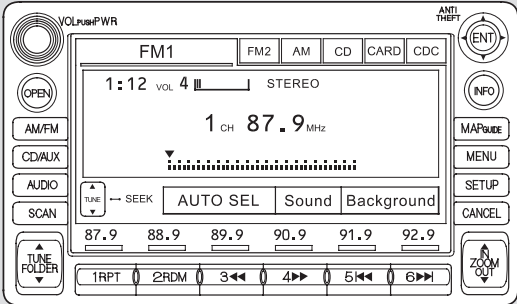 VOL PUSH PWR
ANTI THEFT
ENT
FM1 FM2 AM CD CARD CDC
1:12 VOL 4 STEREO
OPEN
INFO
1 CH 87.9 MHz
AM/FM
MAP GUIDE
CD/AUX
MENU
AUDIO
SETUP
TUNE SEEK AUTO SEL Sound Background
SCAN
CANCEL
87.9 88.9 89.9 90.9 91.9 92.9
TUNE FOLDER
IN ZOOM OUT
1RPT 2RDM 3◀◀ 4▶▶ 5|◀◀ 6▶▶|